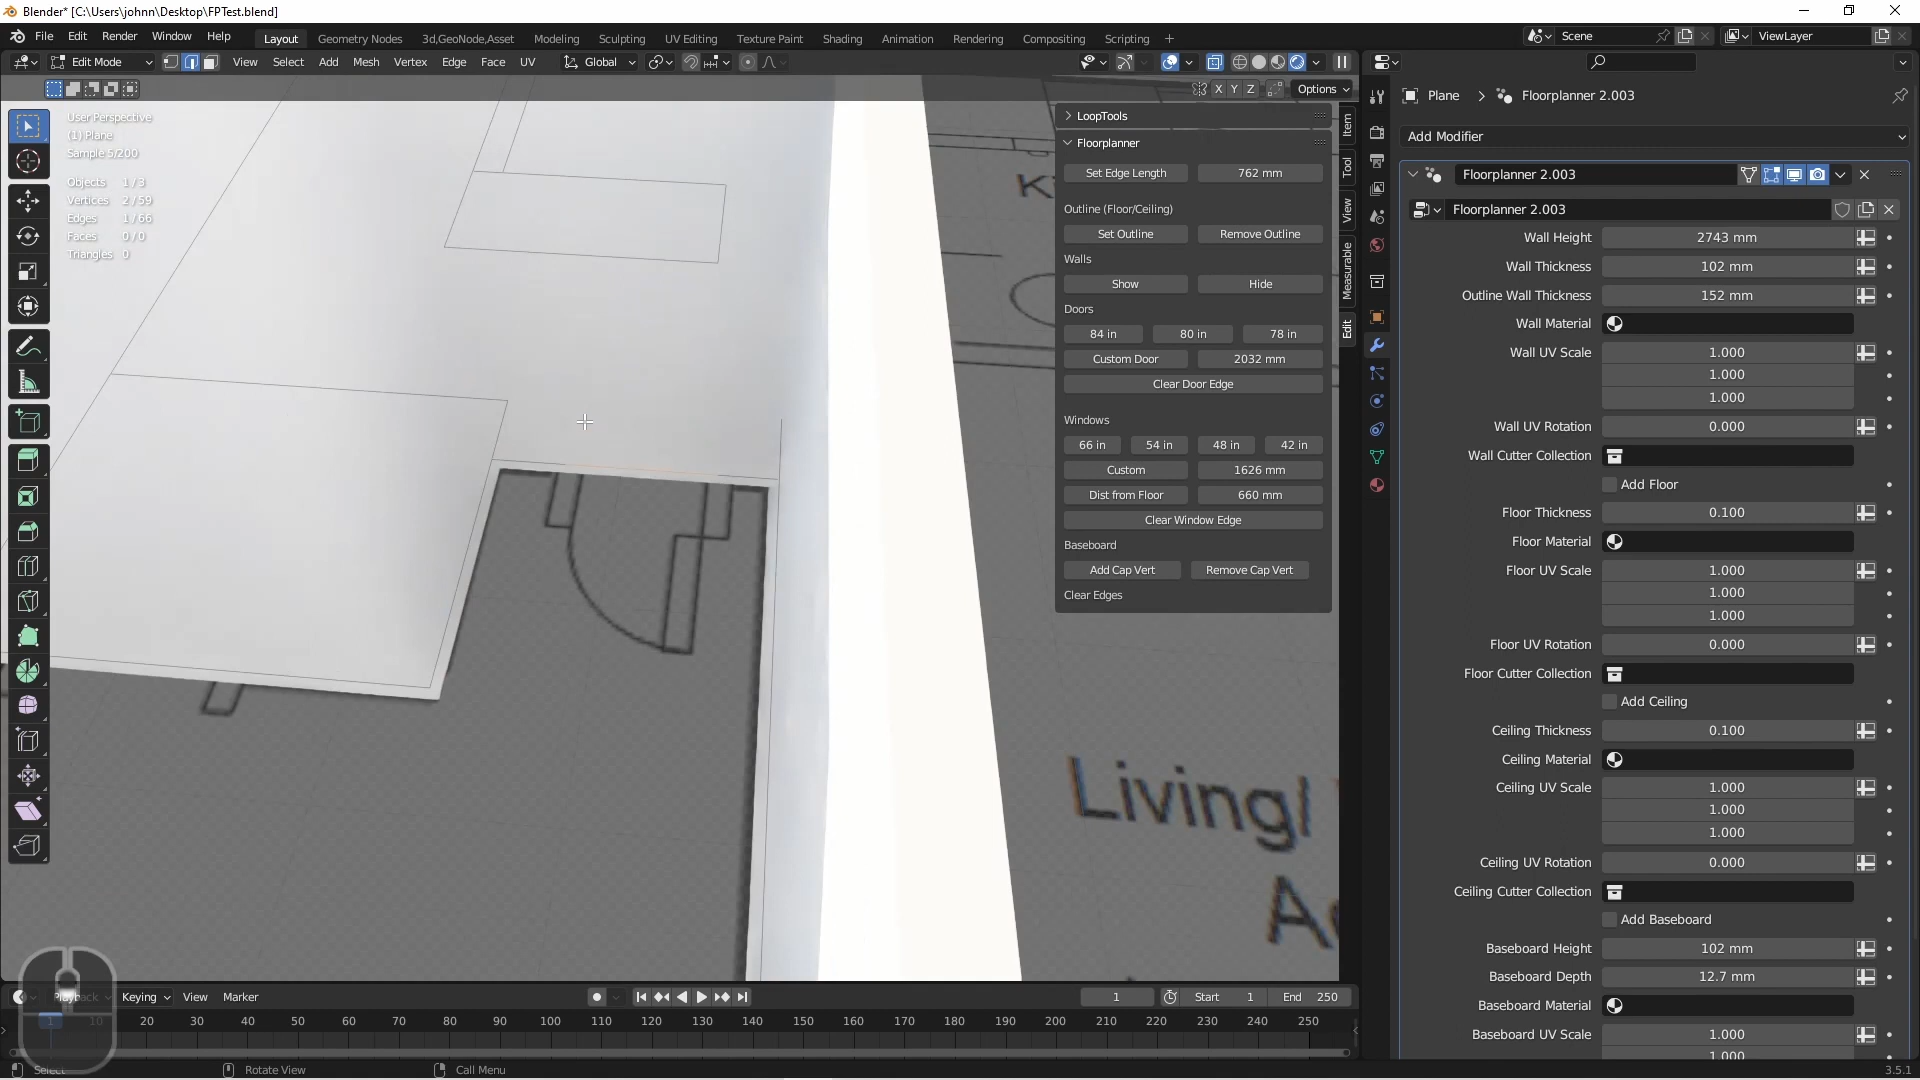 Blender* [C:\Users\johnn\Desktop\FPTest.blend]
File Edit Render Window Help Layout Geometry Nodes 3d,GeoNode,Asset Modeling Sculpting UV Editing Texture Paint Shading Animation Rendering Compositing Scripting + Scene ViewLayer
Edit Mode View Select Add Mesh Vertex Edge Face UV Global
X Y Z Options
User Perspective
(1) Plane
Sample 5/200
Objects 1/3
Vertices 2/59
Edges 1/66
Faces 0/0
Triangles 0
LoopTools
Floorplanner
Set Edge Length 762 mm
Outline (Floor/Ceiling)
Set Outline Remove Outline
Walls
Show Hide
Doors
84 in 80 in 78 in
Custom Door 2032 mm
Clear Door Edge
Windows
66 in 54 in 48 in 42 in
Custom 1626 mm
Dist from Floor 660 mm
Clear Window Edge
Baseboard
Add Cap Vert Remove Cap Vert
Clear Edges
Item
Tool
View
Measurable
Edit
Living/
Plane Floorplanner 2.003
Add Modifier
Floorplanner 2.003
Floorplanner 2.003
Wall Height 2743 mm
Wall Thickness 102 mm
Outline Wall Thickness 152 mm
Wall Material
Wall UV Scale 1.000
1.000
1.000
Wall UV Rotation 0.000
Wall Cutter Collection
Add Floor
Floor Thickness 0.100
Floor Material
Floor UV Scale 1.000
1.000
1.000
Floor UV Rotation 0.000
Floor Cutter Collection
Add Ceiling
Ceiling Thickness 0.100
Ceiling Material
Ceiling UV Scale 1.000
1.000
1.000
Ceiling UV Rotation 0.000
Ceiling Cutter Collection
Add Baseboard
Baseboard Height 102 mm
Baseboard Depth 12.7 mm
Baseboard Material
Baseboard UV Scale 1.000
1.000
Playback Keying View Marker 1 Start 1 End 250
1 10 20 30 40 50 60 70 80 90 100 110 120 130 140 150 160 170 180 190 200 210 220 230 240 250
Select Rotate View Call Menu 3.5.1